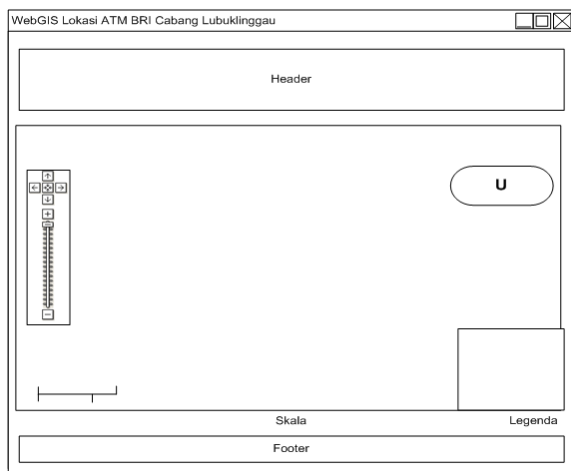 WebGIS Lokasi ATM BRI Cabang Lubuklinggau
Header
U
Skala
Legenda
Footer